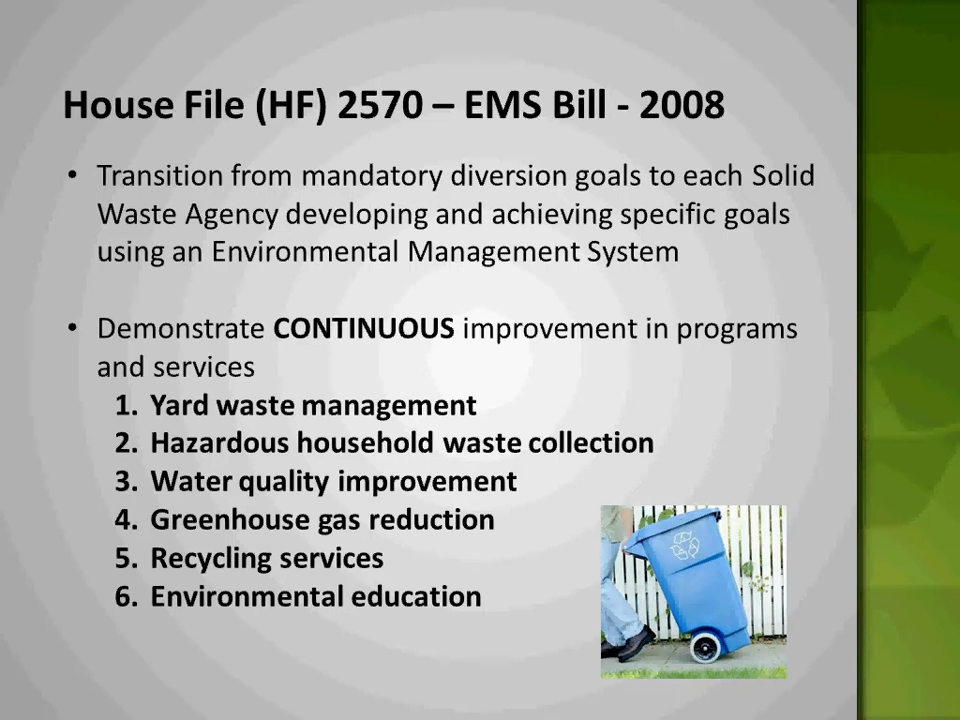 House File (HF) 2570 – EMS Bill - 2008
• Transition from mandatory diversion goals to each Solid
Waste Agency developing and achieving specific goals
using an Environmental Management System
• Demonstrate CONTINUOUS improvement in programs
and services
1. Yard waste management
2. Hazardous household waste collection
3. Water quality improvement
4. Greenhouse gas reduction
5. Recycling services
6. Environmental education